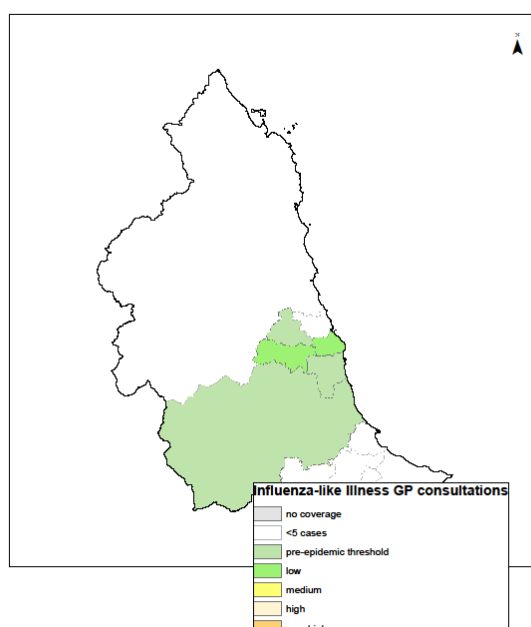 N
Influenza-like Illness GP consultations
no coverage
<5 cases
pre-epidemic threshold
low
medium
high